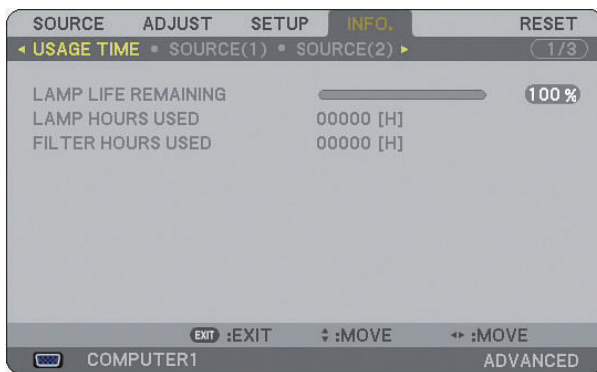 SOURCE ADJUST SETUP INFO. RESET
◂ USAGE TIME • SOURCE(1) • SOURCE(2) ▸ 1/3
LAMP LIFE REMAINING 100 %
LAMP HOURS USED 00000 [H]
FILTER HOURS USED 00000 [H]
EXIT :EXIT :MOVE :MOVE
COMPUTER1 ADVANCED